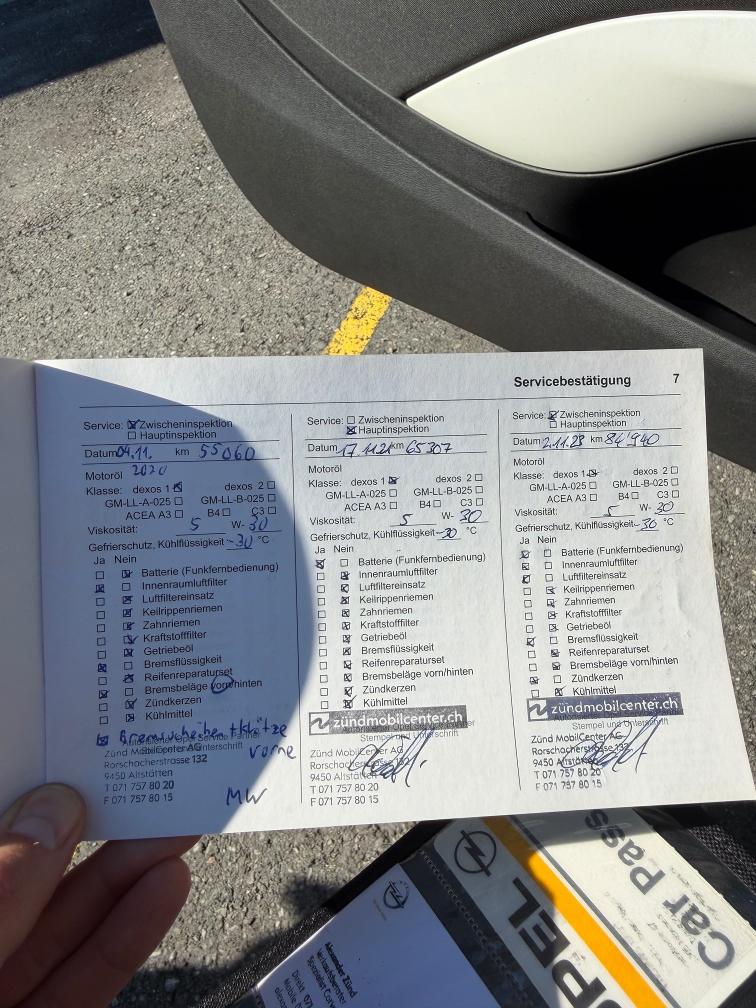 Servicebestätigung 7
Service: ☒ Zwischeninspektion
☐ Hauptinspektion
Datum 04.11. km 55060
2020
Motoröl
Klasse: dexos 1 ☒ dexos 2 ☐
GM-LL-A-025 ☐ GM-LL-B-025 ☐
ACEA A3 ☐ B4 ☐ C3 ☐
Viskosität: 5 W- 30
Gefrierschutz, Kühlflüssigkeit -30 °C
Ja Nein
☐ ☒ Batterie (Funkfernbedienung)
☒ ☐ Innenraumluftfilter
☐ ☒ Luftfiltereinsatz
☐ ☒ Keilrippenriemen
☐ ☒ Zahnriemen
☐ ☒ Kraftstofffilter
☐ ☒ Getriebeöl
☒ ☐ Bremsflüssigkeit
☐ ☒ Reifenreparaturset
☒ ☐ Bremsbeläge vorn/hinten
☐ ☒ Zündkerzen
☐ ☒ Kühlmittel
☒ Bremsscheiben
vorne
Zünd MobilCenter AG
Rorschacherstrasse 132
9450 Altstätten
T 071 757 80 20
F 071 757 80 15
MW
Service: ☐ Zwischeninspektion
☒ Hauptinspektion
Datum 17.11.21 km 65307
Motoröl
Klasse: dexos 1 ☒ dexos 2 ☐
GM-LL-A-025 ☐ GM-LL-B-025 ☐
ACEA A3 ☐ B4 ☐ C3 ☐
Viskosität: 5 W- 30
Gefrierschutz, Kühlflüssigkeit -30 °C
Ja Nein
☒ ☐ Batterie (Funkfernbedienung)
☐ ☒ Innenraumluftfilter
☐ ☒ Luftfiltereinsatz
☐ ☒ Keilrippenriemen
☐ ☒ Zahnriemen
☐ ☒ Kraftstofffilter
☐ ☒ Getriebeöl
☐ ☒ Bremsflüssigkeit
☐ ☒ Reifenreparaturset
☐ ☒ Bremsbeläge vorn/hinten
☐ ☒ Zündkerzen
☐ ☒ Kühlmittel
zündmobilcenter.ch
Stempel und Unterschrift
Zünd MobilCenter AG
Rorschacherstrasse 132
9450 Altstätten
T 071 757 80 20
F 071 757 80 15
Service: ☒ Zwischeninspektion
☐ Hauptinspektion
Datum 2.11.23 km 84'940
Motoröl
Klasse: dexos 1 ☒ dexos 2 ☐
GM-LL-A-025 ☐ GM-LL-B-025 ☐
ACEA A3 ☐ B4 ☐ C3 ☐
Viskosität: 5 W- 30
Gefrierschutz, Kühlflüssigkeit -30 °C
Ja Nein
☒ ☐ Batterie (Funkfernbedienung)
☒ ☐ Innenraumluftfilter
☒ ☐ Luftfiltereinsatz
☐ ☒ Keilrippenriemen
☐ ☒ Zahnriemen
☐ ☒ Kraftstofffilter
☐ ☒ Getriebeöl
☒ ☐ Bremsflüssigkeit
☐ ☒ Reifenreparaturset
☐ ☒ Bremsbeläge vorn/hinten
☒ ☐ Zündkerzen
☐ ☒ Kühlmittel
zündmobilcenter.ch
Stempel und Unterschrift
Zünd MobilCenter AG
Rorschacherstrasse 132
9450 Altstätten
T 071 757 80 20
F 071 757 80 15
OPEL
Car Pass
Alexander Zünd
Verkaufsberater